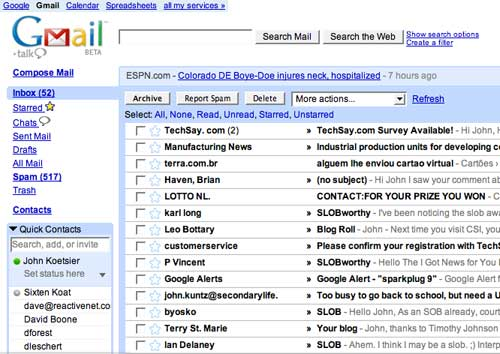 Google Gmail Calendar Spreadsheets all my services »
Gmail
talk BETA
Search Mail Search the Web Show search options
Create a filter
Compose Mail
Inbox (52)
Starred
Chats
Sent Mail
Drafts
All Mail
Spam (517)
Trash
Contacts
Quick Contacts
Search, add, or invite
John Koetsier
Set status here
Sixten Koat
dave@reactivenet.co
David Boone
dforest
dleschert
ESPN.com - Colorado DE Boye-Doe injures neck, hospitalized - 7 hours ago
Archive Report Spam Delete More actions... Refresh
Select: All, None, Read, Unread, Starred, Unstarred
TechSay. com (2) » TechSay.com Survey Available! - Hi John,
Manufacturing News » Industrial production units for developing co
terra.com.br » alguem lhe enviou cartao virtual - Cartões ›
Haven, Brian » (no subject) - Hi I saw your comment abo
LOTTO NL. CONTACT:FOR YOUR PRIZE YOU WON - C
karl long » SLOBworthy - I've been noticing the slob aw
Leo Bottary » Blog Roll - John - Next time you visit CSI, you
customerservice » Please confirm your registration with TechS
P Vincent » SLOBworthy - Hello The I Got News for You I
Google Alerts » Google Alert - "sparkplug 9" - Google Alert
john.kuntz@secondarylife. » Too busy to go back to school, but need a U
byosko » SLOB - How John, As an SOB already, court
Terry St. Marie » Your blog - John, thanks to Timothy Johnson
Ian Delaney » SLOB - Ahem. I think I may be a slob. ;) Interp